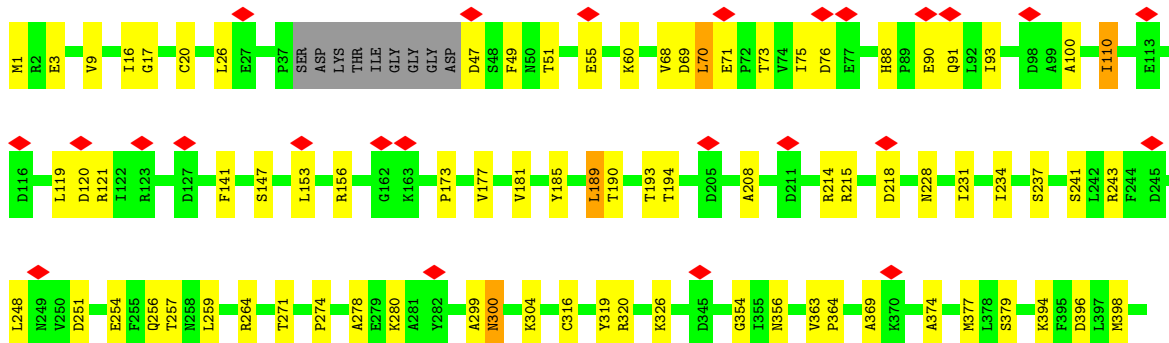 M1 R2 E3 V9 I16 G17 C20 L26 E27 P37 SER ASP LYS THR ILE GLY GLY GLY ASP D47 S48 F49 N50 T51 E55 K60 V68 D69 L70 E71 P72 T73 V74 I75 D76 E77 H88 P89 E90 Q91 L92 I93 D98 A99 A100 I110 E113
D116 L119 D120 R121 I122 R123 D127 F141 S147 L153 R156 G162 K163 P173 V177 V181 Y185 L189 T190 T193 T194 D205 A208 D211 R214 R215 D218 N228 I231 I234 S237 S241 L242 R243 F244 D245
L248 N249 V250 D251 E254 F255 Q256 T257 N258 L259 R264 T271 P274 A278 E279 K280 A281 Y282 A299 N300 K304 C316 Y319 R320 K326 D345 G354 I355 N356 V363 P364 A369 K370 A374 M377 L378 S379 K394 F395 D396 L397 M398